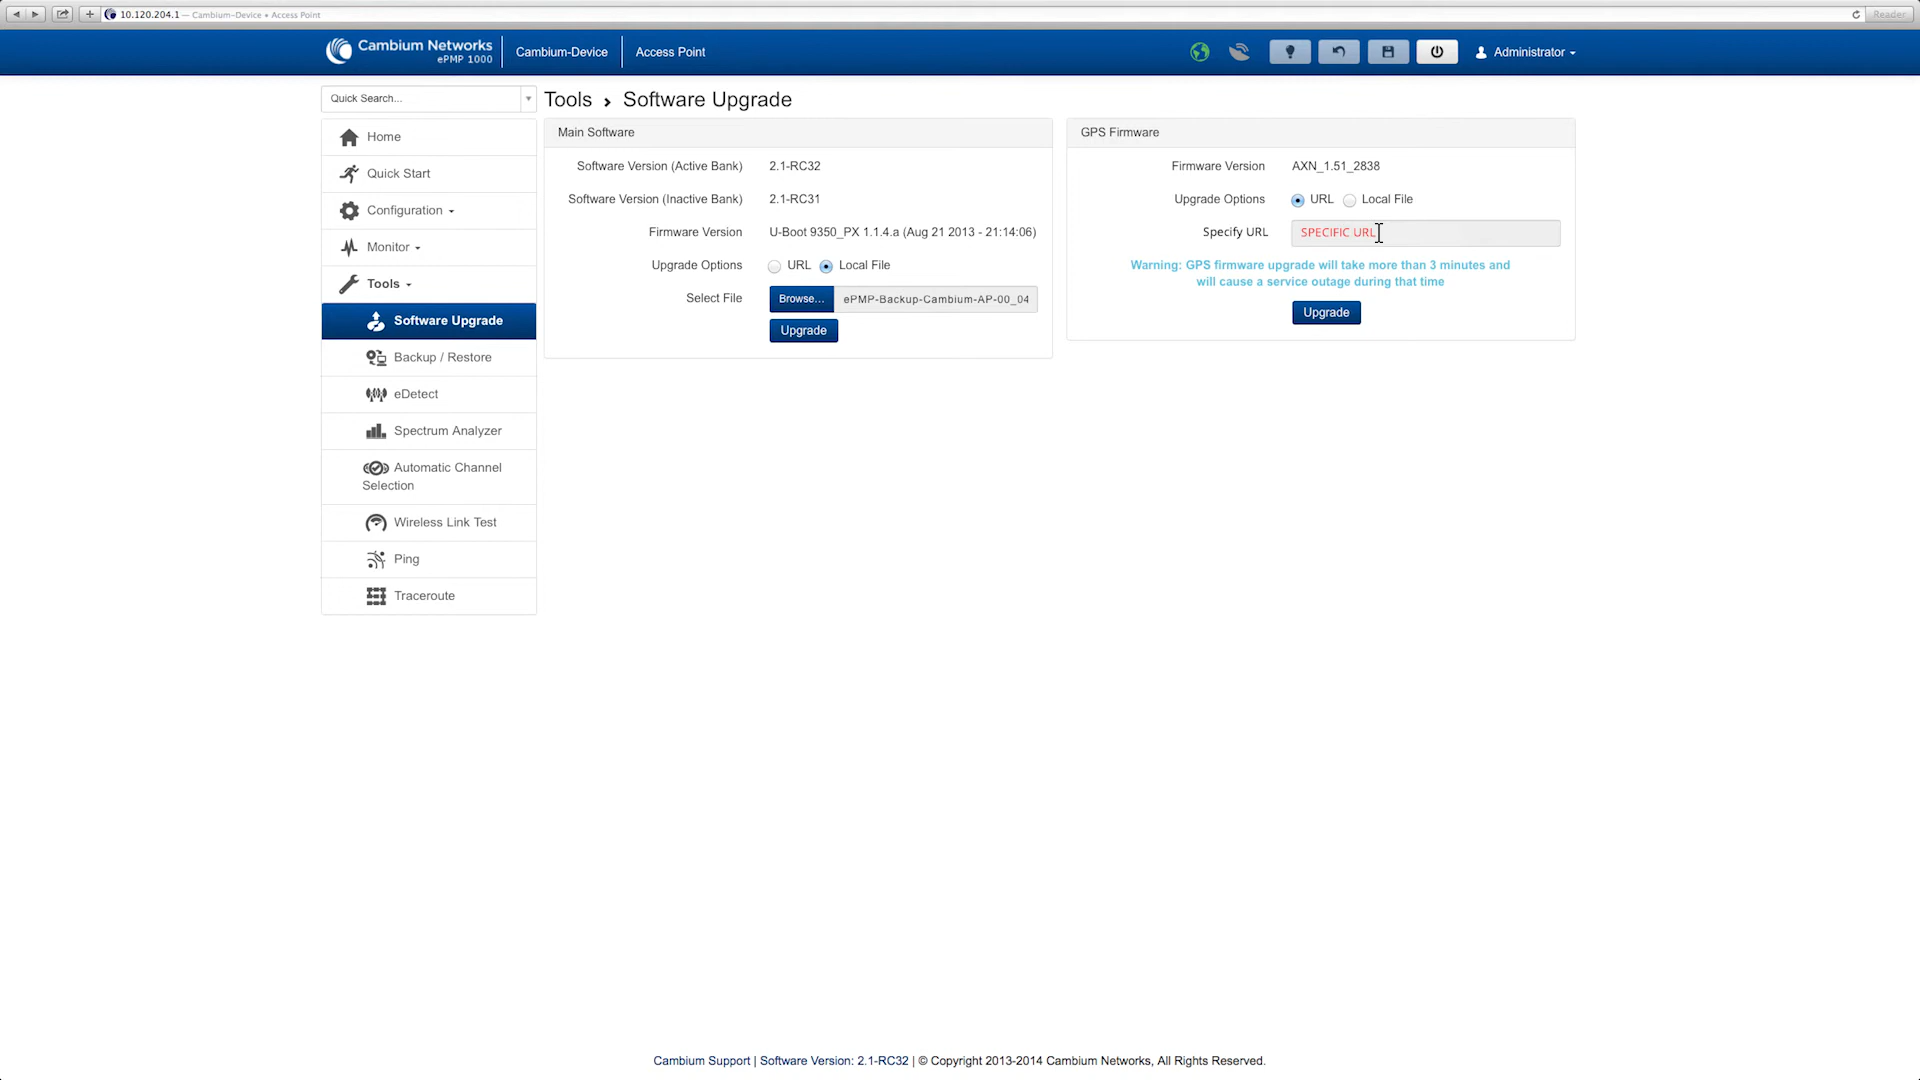 10.120.204.1 — Cambium-Device • Access Point
Reader
Cambium Networks
ePMP 1000
Cambium-Device
Access Point
Administrator
Quick Search...
Home
Quick Start
Configuration
Monitor
Tools
Software Upgrade
Backup / Restore
eDetect
Spectrum Analyzer
Automatic Channel
Selection
Wireless Link Test
Ping
Traceroute
Tools › Software Upgrade
Main Software
Software Version (Active Bank) 2.1-RC32
Software Version (Inactive Bank) 2.1-RC31
Firmware Version U-Boot 9350_PX 1.1.4.a (Aug 21 2013 - 21:14:06)
Upgrade Options URL Local File
Select File Browse... ePMP-Backup-Cambium-AP-00_04
Upgrade
GPS Firmware
Firmware Version AXN_1.51_2838
Upgrade Options URL Local File
Specify URL SPECIFIC URL
Warning: GPS firmware upgrade will take more than 3 minutes and
will cause a service outage during that time
Upgrade
Cambium Support | Software Version: 2.1-RC32 | © Copyright 2013-2014 Cambium Networks, All Rights Reserved.